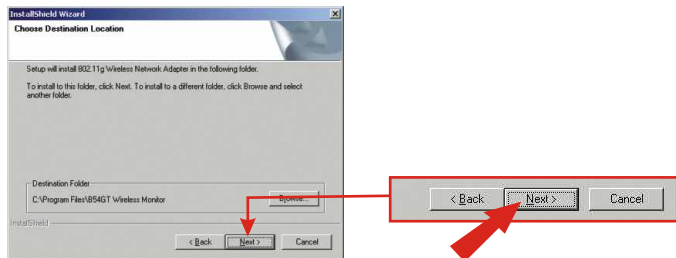 InstallShield Wizard
Choose Destination Location
Setup will install 802.11g Wireless Network Adapter in the following folder.
To install to this folder, click Next. To install to a different folder, click Browse and select
another folder.
Destination Folder
C:\Program Files\B54GT Wireless Monitor
Browse...
InstallShield
< Back Next > Cancel
< Back Next > Cancel